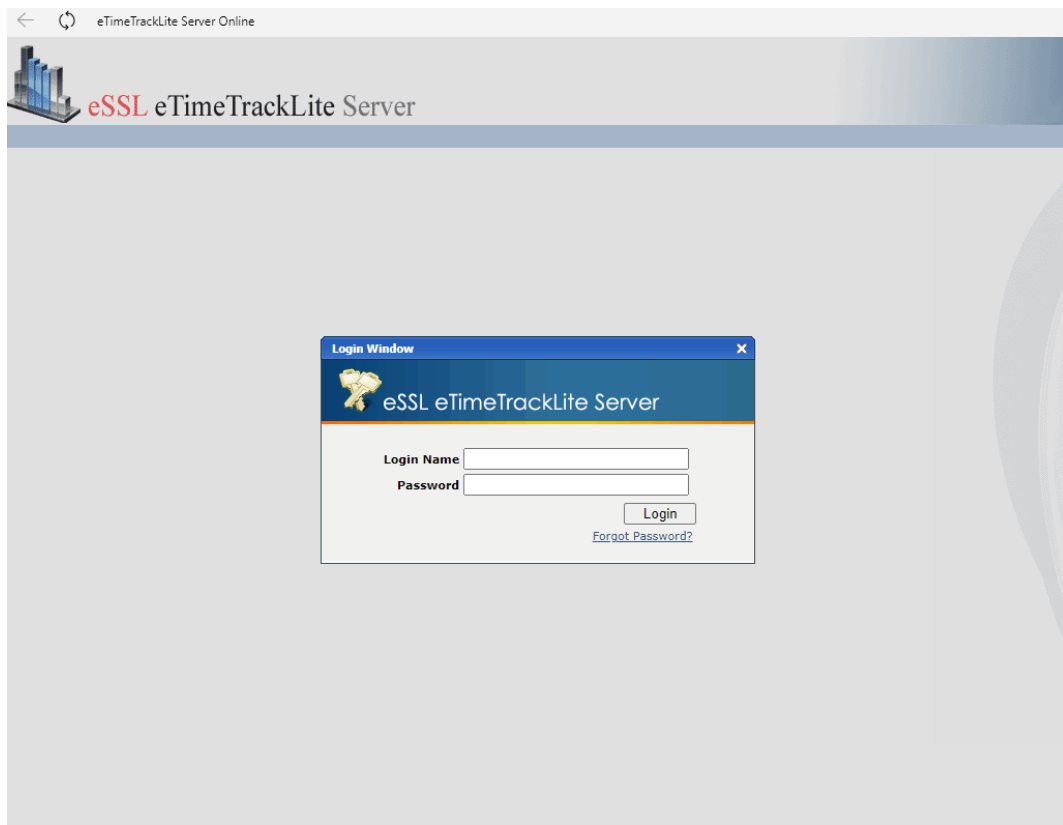 eTimeTrackLite Server Online
eSSL eTimeTrackLite Server
Login Window
eSSL eTimeTrackLite Server
Login Name
Password
Login
Forgot Password?